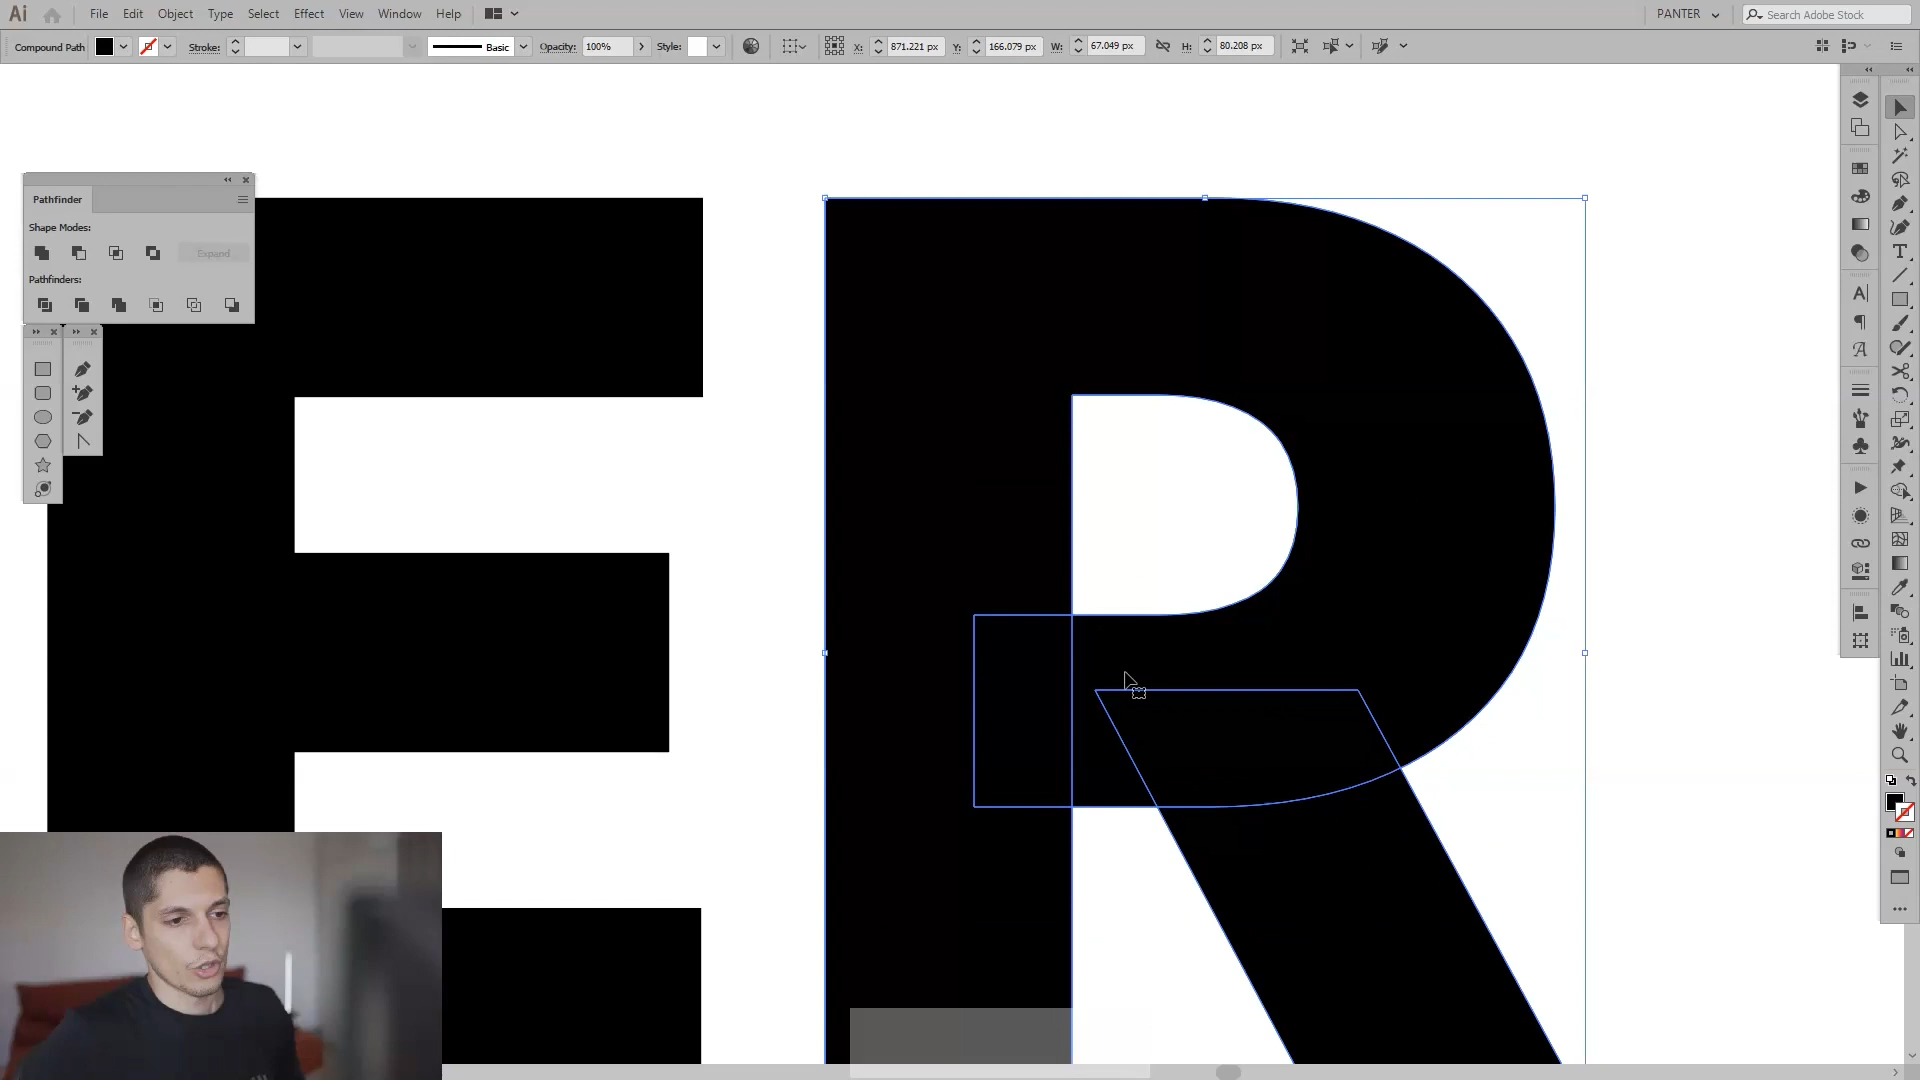 Ai File Edit Object Type Select Effect View Window Help PANTER Search Adobe Stock
Compound Path Stroke: Basic Opacity: 100% Style: X: 871.221 px Y: 166.079 px W: 67.049 px H: 80.208 px
Pathfinder
Shape Modes:
Expand
Pathfinders:
ER